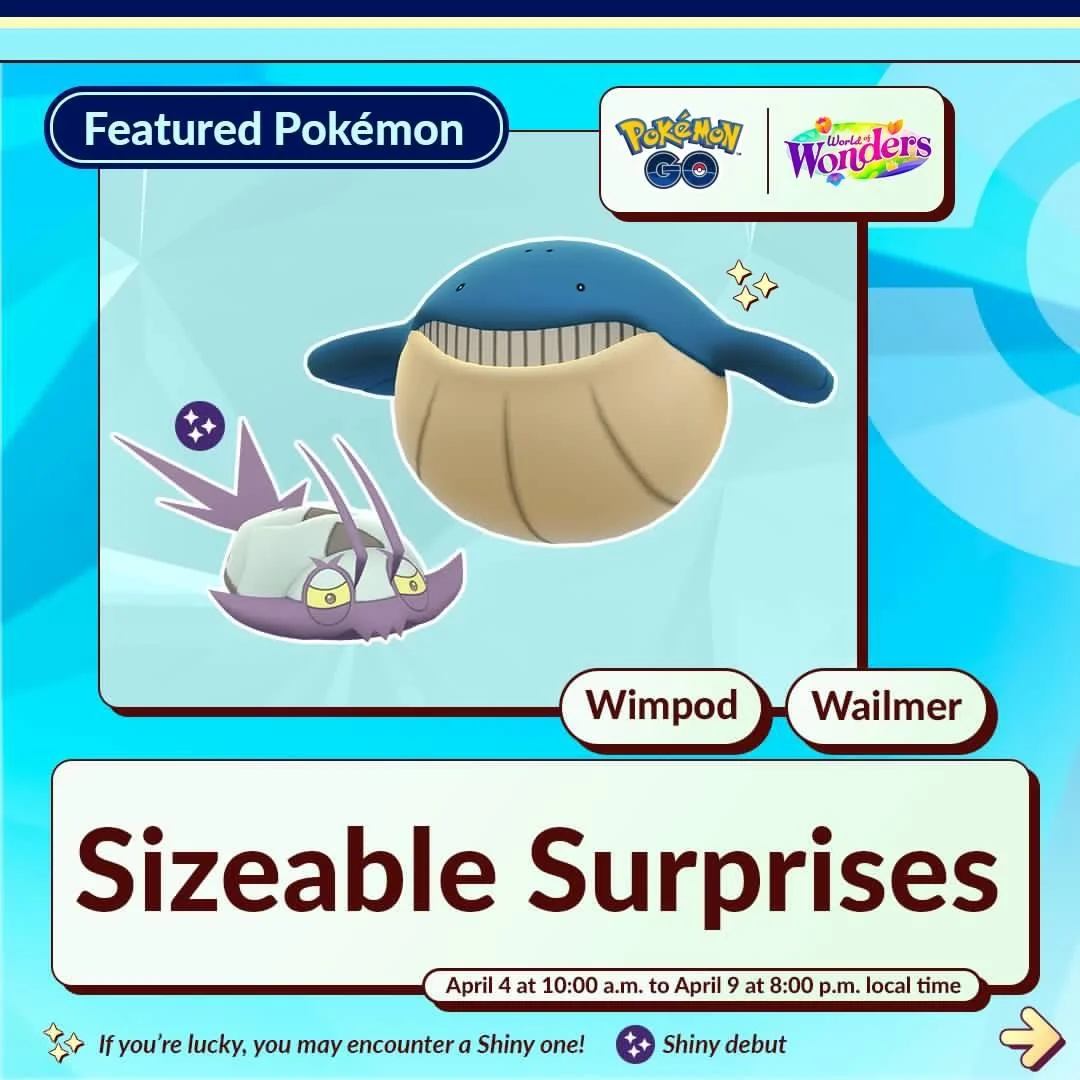 Featured Pokémon
POKÉMON GO
World of Wonders
Wimpod
Wailmer
Sizeable Surprises
April 4 at 10:00 a.m. to April 9 at 8:00 p.m. local time
If you’re lucky, you may encounter a Shiny one!
Shiny debut